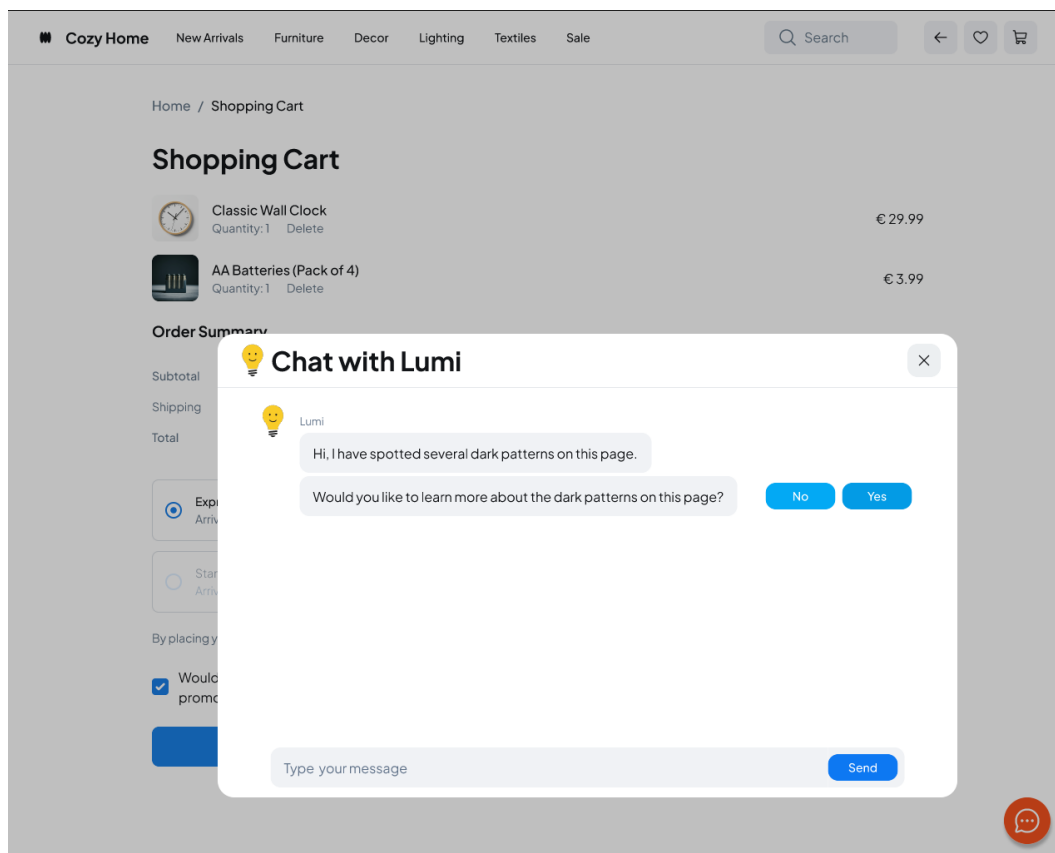 Cozy Home New Arrivals Furniture Decor Lighting Textiles Sale Search
Home / Shopping Cart
Shopping Cart
Classic Wall Clock
Quantity: 1 Delete
€ 29.99
AA Batteries (Pack of 4)
Quantity: 1 Delete
€ 3.99
Order Summary
Subtotal
Shipping
Total
By placing
Chat with Lumi
Lumi
Hi, I have spotted several dark patterns on this page.
Would you like to learn more about the dark patterns on this page? No Yes
Type your message Send